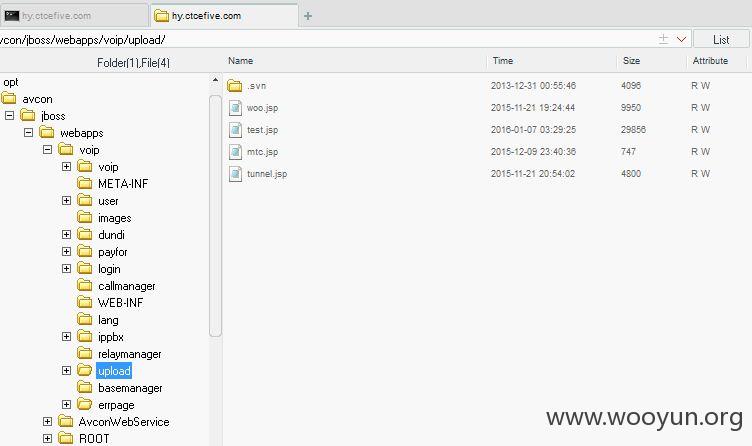 hy.ctcefive.com
hy.ctcefive.com
vcon/jboss/webapps/voip/upload/
List
Folder(1),File(4)
Name
Time
Size
Attribute
opt
avcon
jboss
webapps
voip
voip
META-INF
user
images
dundi
payfor
login
callmanager
WEB-INF
lang
ippbx
relaymanager
upload
basemanager
errpage
AvconWebService
ROOT
.svn 2013-12-31 00:55:46 4096 R W
woo.jsp 2015-11-21 19:24:44 9950 R W
test.jsp 2016-01-07 03:29:25 29856 R W
mtc.jsp 2015-12-09 23:40:36 747 R W
tunnel.jsp 2015-11-21 20:54:02 4800 R W
www.wooyun.org